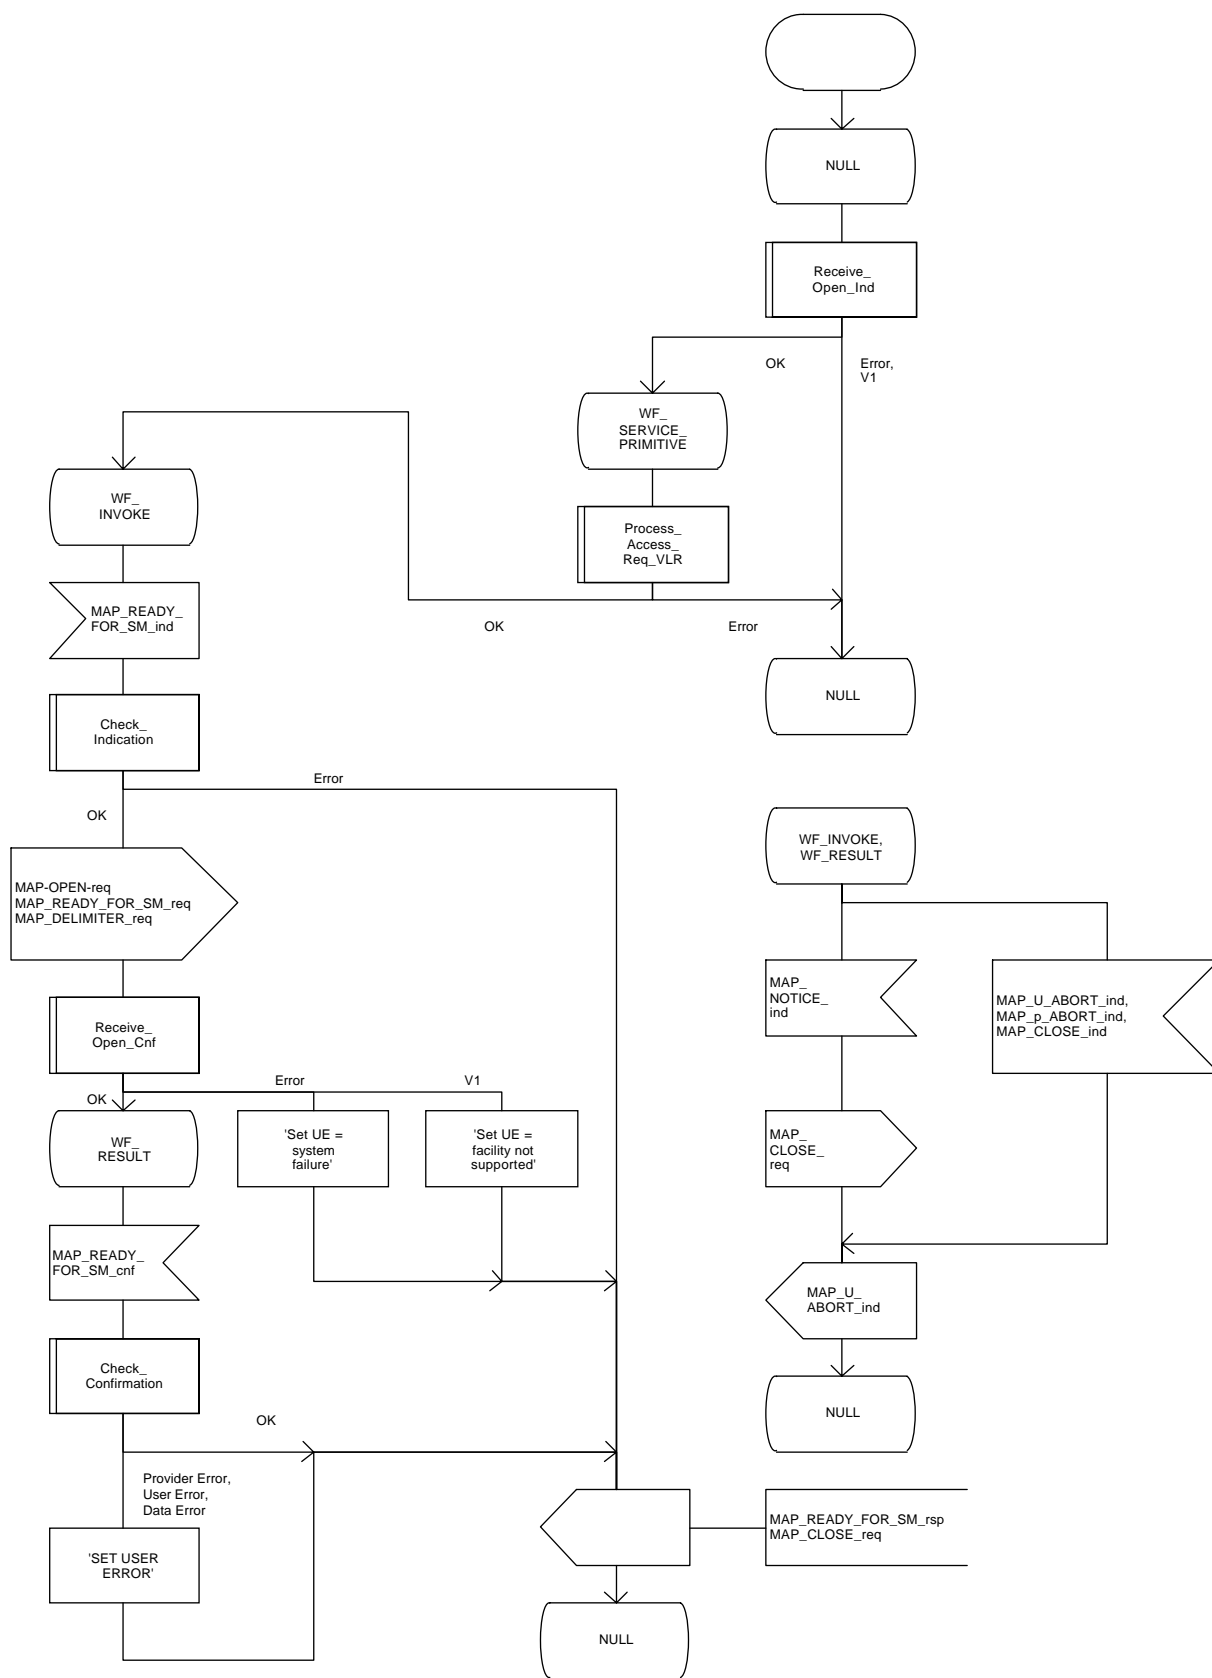 NULL
Receive_
Open_Ind
OK
Error,
V1
WF_
SERVICE_
PRIMITIVE
WF_
INVOKE
Process_
Access_
Req_VLR
MAP_READY_
FOR_SM_ind
OK
Error
NULL
Check_
Indication
Error
OK
WF_INVOKE,
WF_RESULT
MAP-OPEN-req
MAP_READY_FOR_SM_req
MAP_DELIMITER_req
MAP_
NOTICE_
ind
MAP_U_ABORT_ind,
MAP_p_ABORT_ind,
MAP_CLOSE_ind
Receive_
Open_Cnf
Error
V1
OK
WF_
RESULT
'Set UE =
system
failure'
'Set UE =
facility not
supported'
MAP_
CLOSE_
req
MAP_READY_
FOR_SM_cnf
MAP_U_
ABORT_ind
Check_
Confirmation
NULL
OK
Provider Error,
User Error,
Data Error
MAP_READY_FOR_SM_rsp
MAP_CLOSE_req
'SET USER
ERROR'
NULL